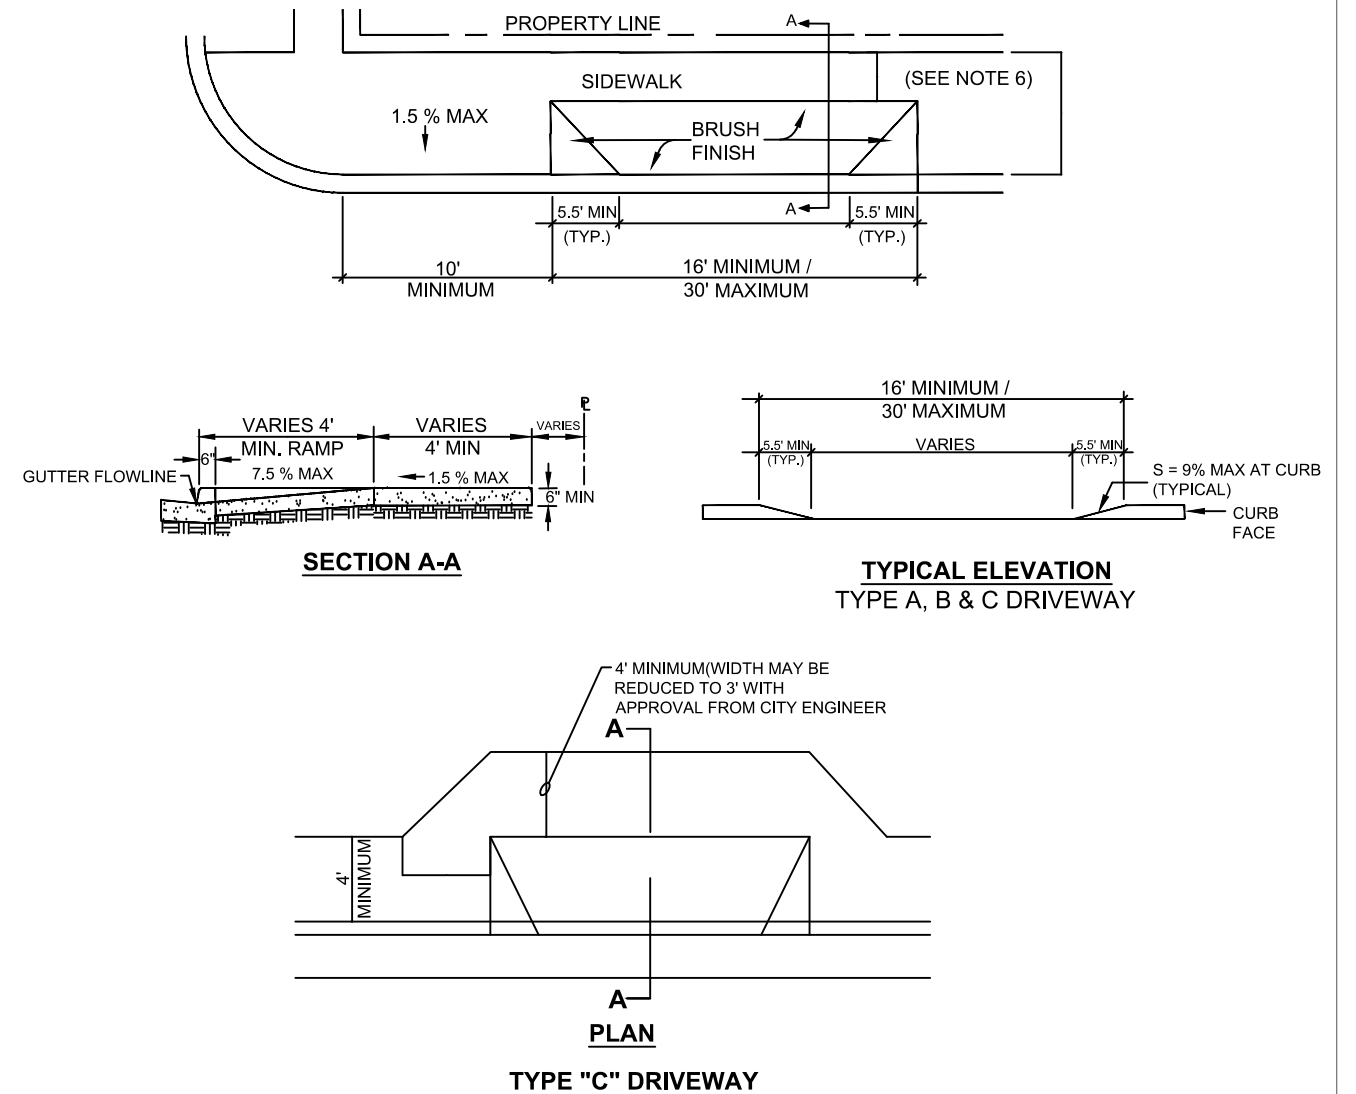 PROPERTY LINE
A
SIDEWALK
(SEE NOTE 6)
1.5 % MAX
BRUSH
FINISH
A
5.5' MIN
(TYP.)
5.5' MIN
(TYP.)
10'
MINIMUM
16' MINIMUM /
30' MAXIMUM
VARIES 4'
MIN. RAMP
VARIES
4' MIN
VARIES
PL
6"
7.5 % MAX
1.5 % MAX
GUTTER FLOWLINE
6" MIN
SECTION A-A
16' MINIMUM /
30' MAXIMUM
5.5' MIN
(TYP.)
VARIES
5.5' MIN
(TYP.)
S = 9% MAX AT CURB
(TYPICAL)
CURB
FACE
TYPICAL ELEVATION
TYPE A, B & C DRIVEWAY
4' MINIMUM(WIDTH MAY BE
REDUCED TO 3' WITH
APPROVAL FROM CITY ENGINEER
A
4'
MINIMUM
A
PLAN
TYPE "C" DRIVEWAY